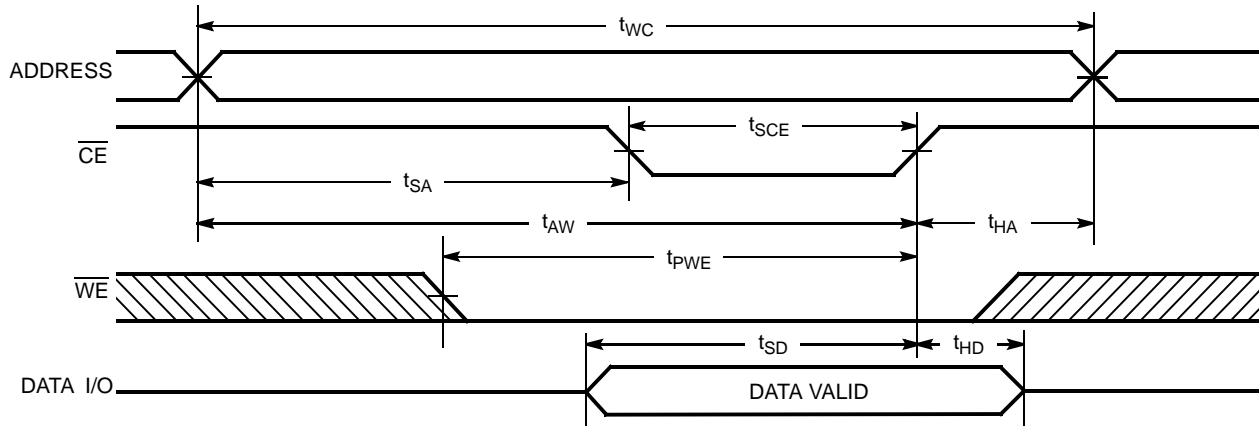 tWC
ADDRESS
CE
tSCE
tSA
tAW
tHA
tPWE
WE
tSD
tHD
DATA I/O
DATA VALID